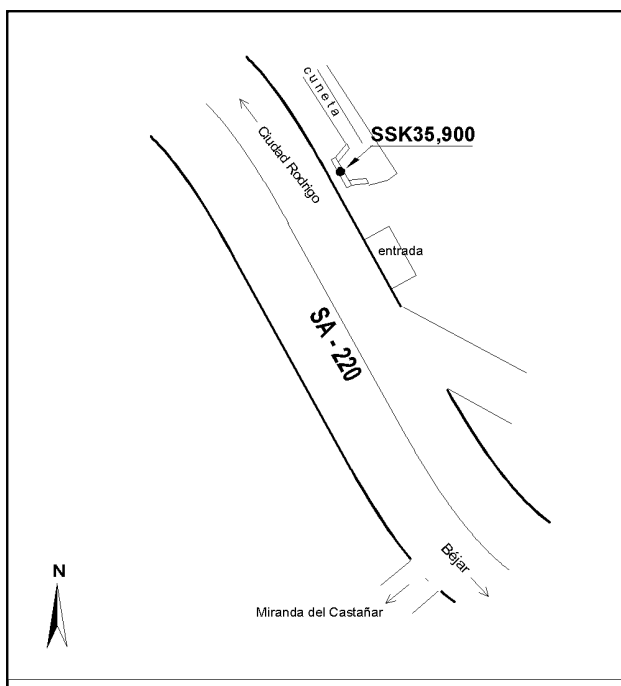 cuneta
SSK35,900
Ciudad Rodrigo
entrada
SA - 220
Béjar
N
Miranda del Castañar